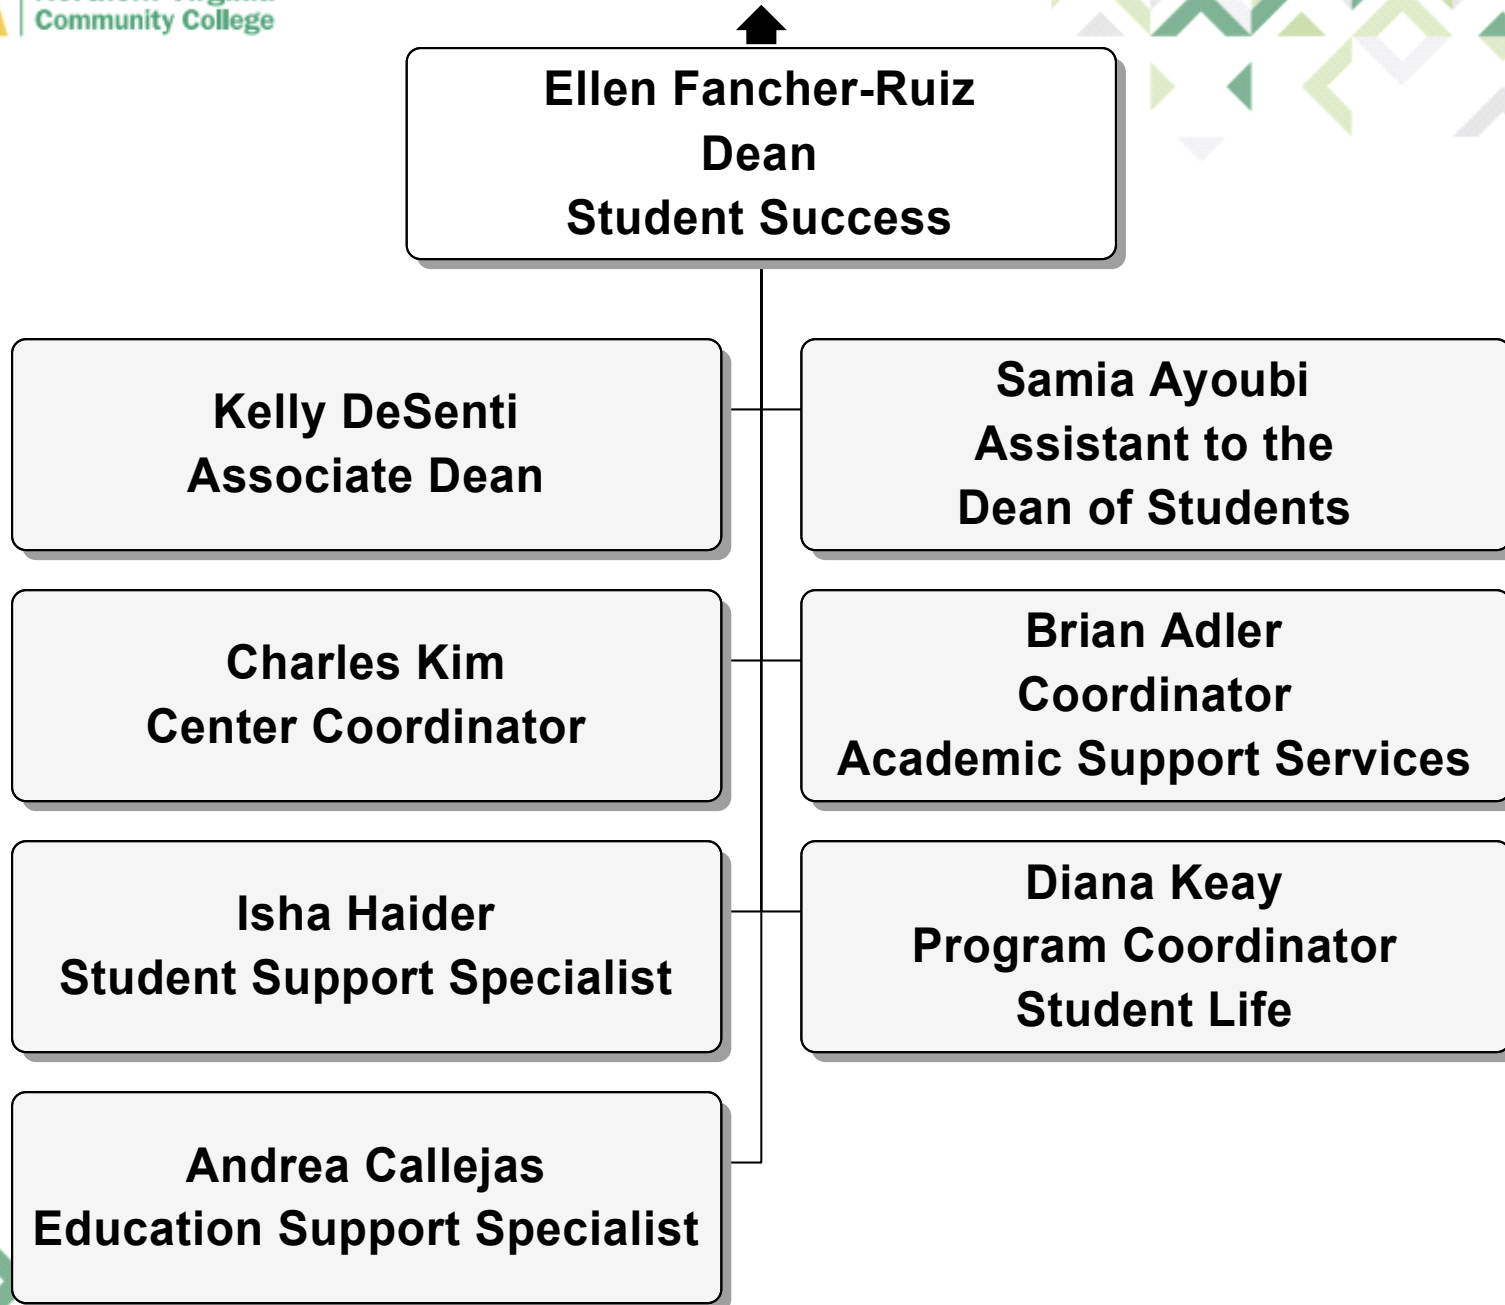 Community College
Ellen Fancher-Ruiz
Dean
Student Success
Kelly DeSenti
Associate Dean
Samia Ayoubi
Assistant to the
Dean of Students
Charles Kim
Center Coordinator
Brian Adler
Coordinator
Academic Support Services
Isha Haider
Student Support Specialist
Diana Keay
Program Coordinator
Student Life
Andrea Callejas
Education Support Specialist